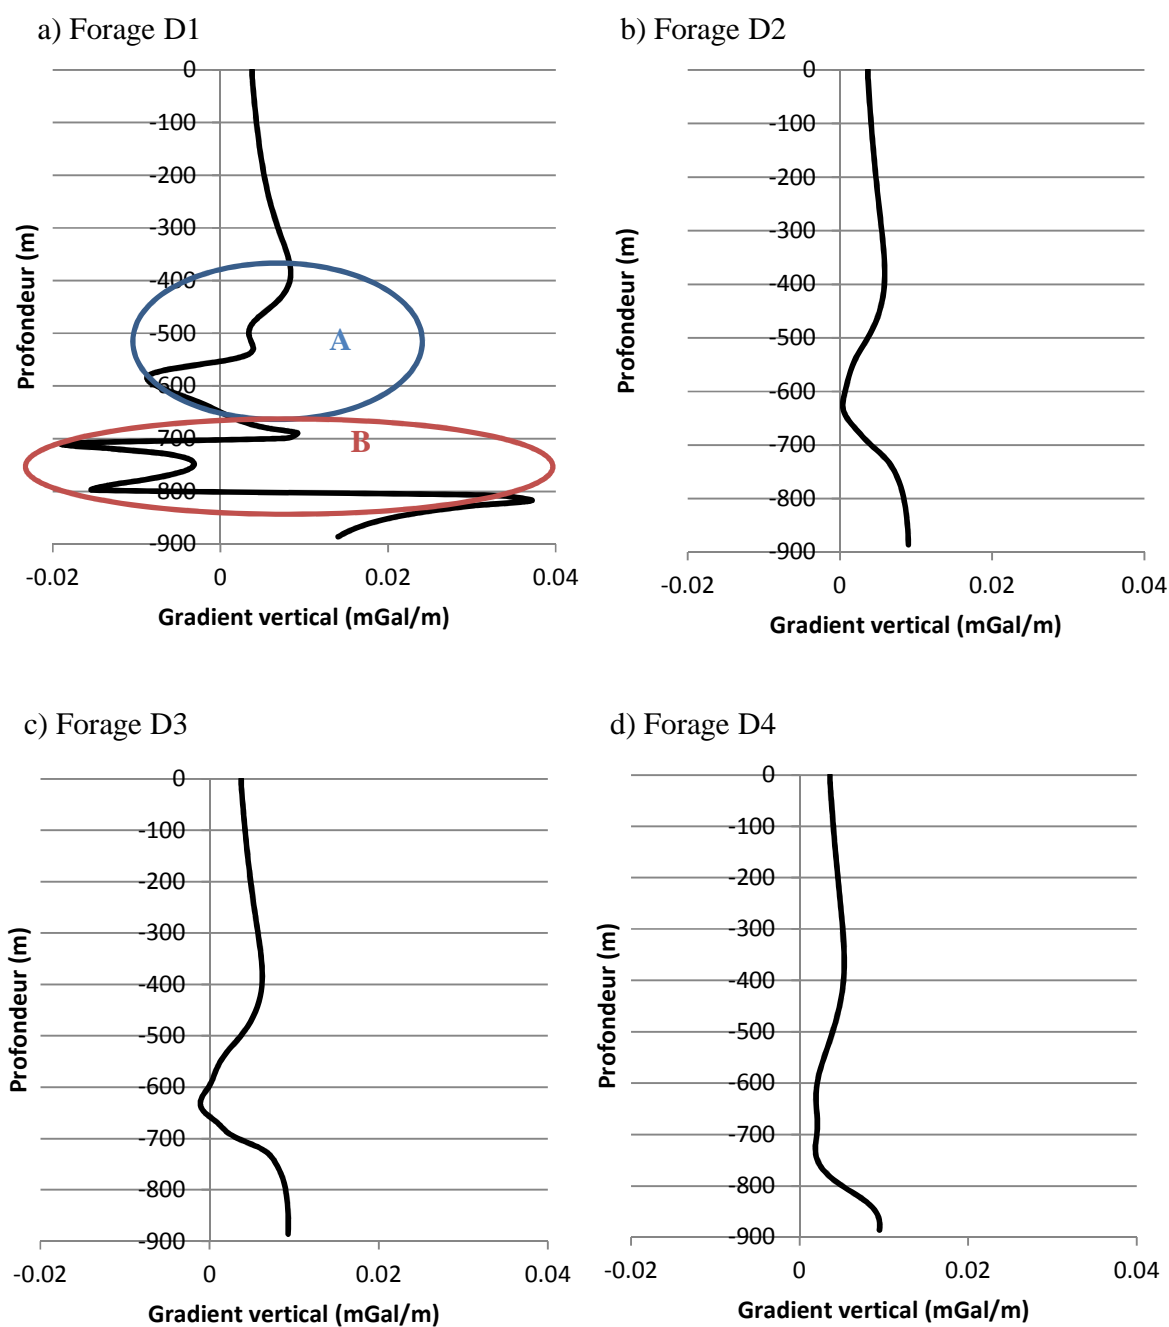 a) Forage D1
0
-100
-200
-300
-400
-500
-600
-700
-800
-900
-0.02 0 0.02 0.04
Profondeur (m)
Gradient vertical (mGal/m)
A
B
b) Forage D2
0
-100
-200
-300
-400
-500
-600
-700
-800
-900
-0.02 0 0.02 0.04
Profondeur (m)
Gradient vertical (mGal/m)
c) Forage D3
0
-100
-200
-300
-400
-500
-600
-700
-800
-900
-0.02 0 0.02 0.04
Profondeur (m)
Gradient vertical (mGal/m)
d) Forage D4
0
-100
-200
-300
-400
-500
-600
-700
-800
-900
-0.02 0 0.02 0.04
Profondeur (m)
Gradient vertical (mGal/m)